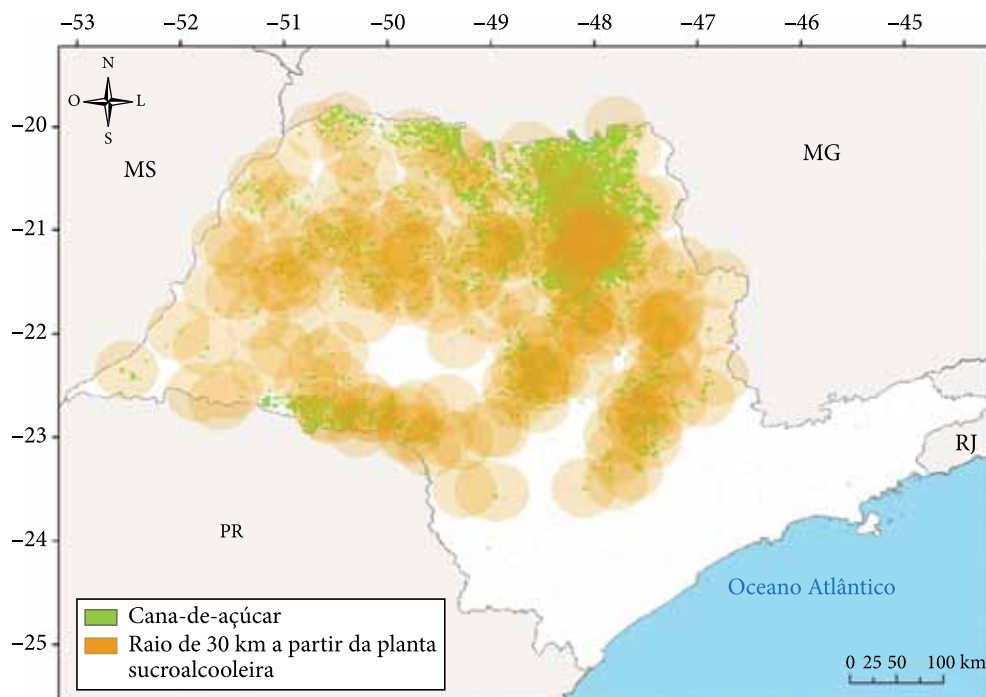 −53 −52 −51 −50 −49 −48 −47 −46 −45
N
O L
S
−20
MS
MG
−21
−22
−23
RJ
−24
PR
Oceano Atlântico
−25
Cana-de-açúcar
Raio de 30 km a partir da planta
sucroalcooleira
0 25 50 100 km